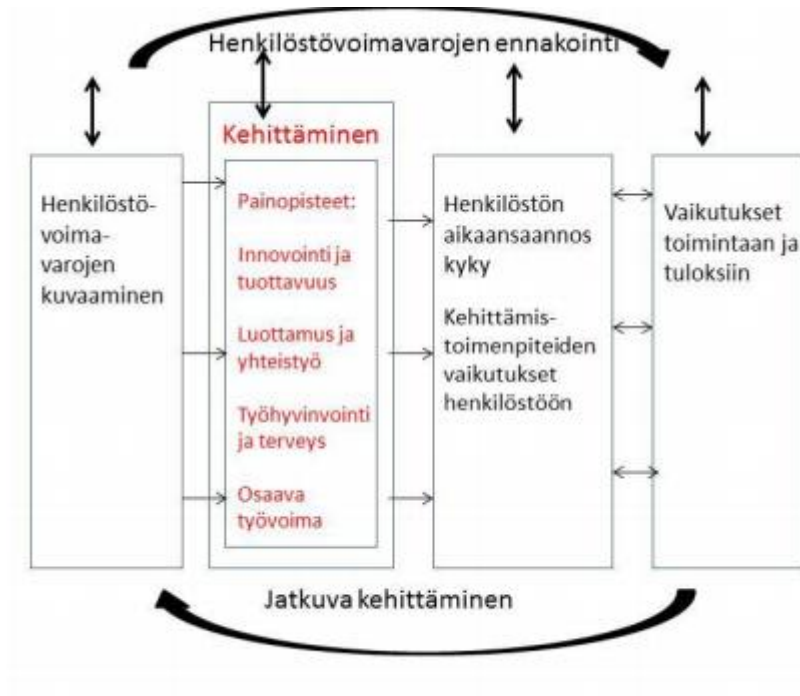 Henkilöstövoimavarojen ennakointi
Kehittäminen
Henkilöstö-
voima-
varojen
kuvaaminen
Painopisteet:
Innovointi ja
tuottavuus
Luottamus ja
yhteistyö
Työhyvinvointi
ja terveys
Osaava
työvoima
Henkilöstön
aikaansaannos
kyky
Kehittämis-
toimenpiteiden
vaikutukset
henkilöstöön
Vaikutukset
toimintaan ja
tuloksiin
Jatkuva kehittäminen